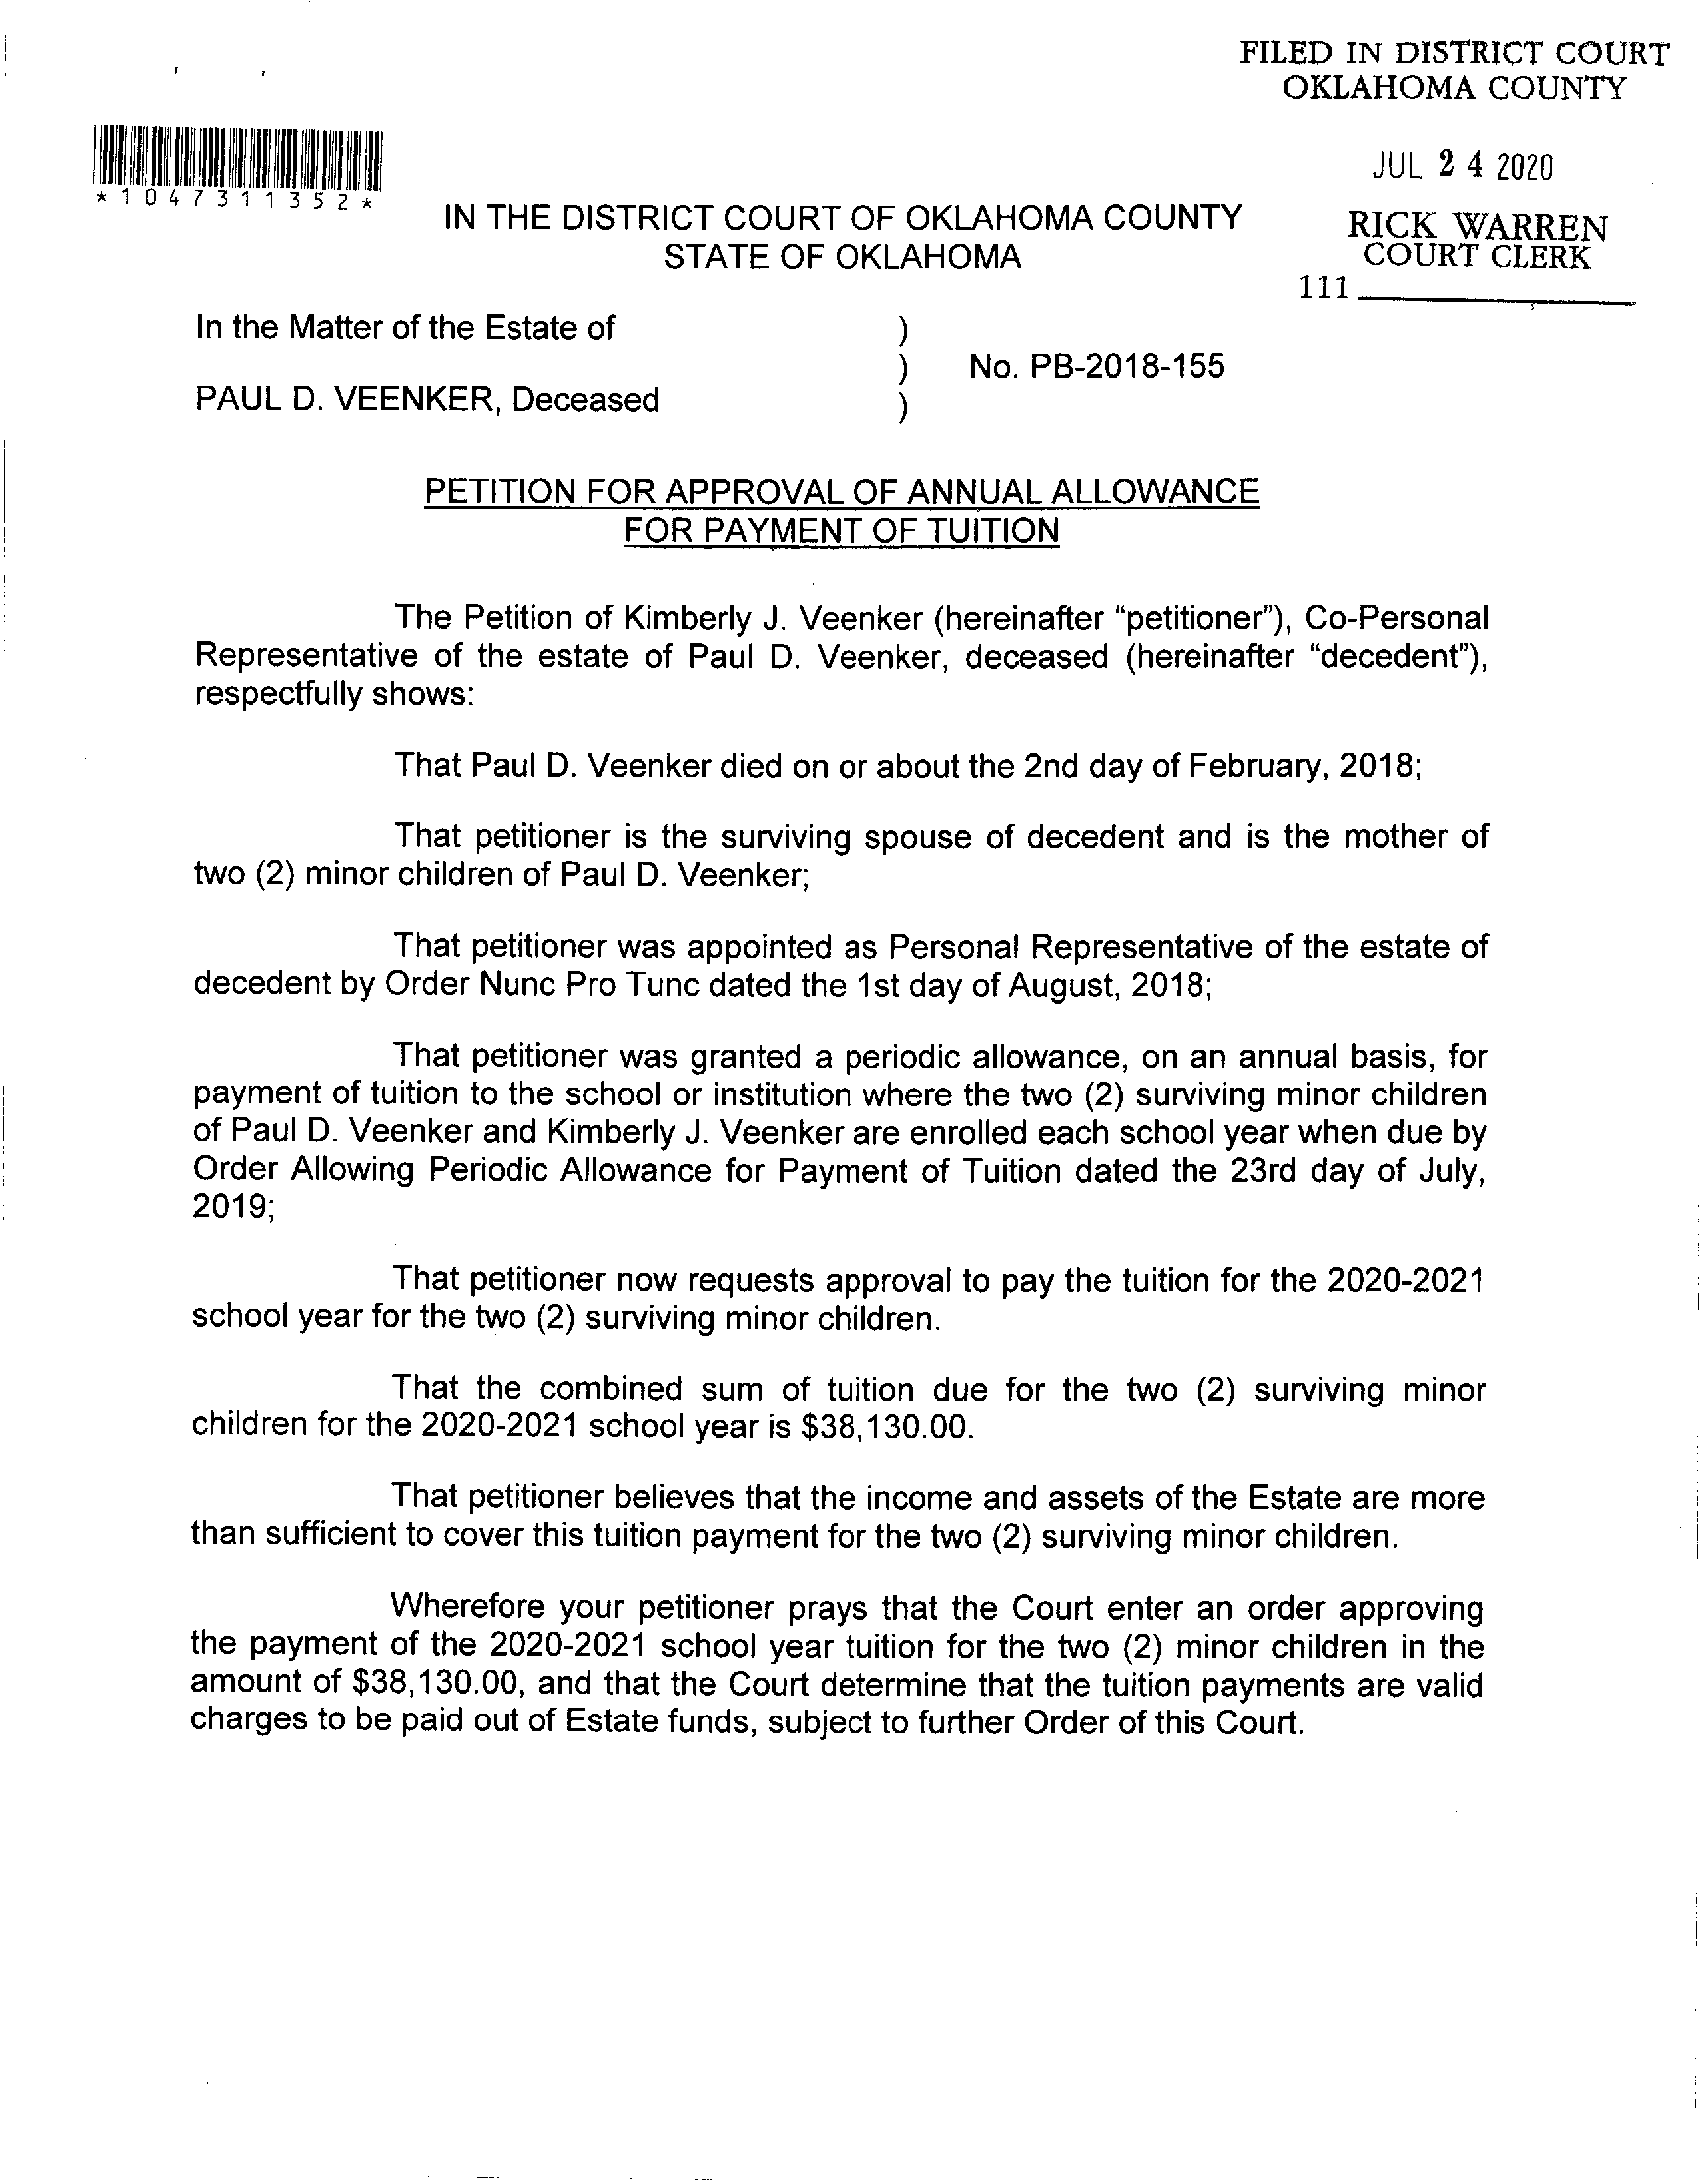 FILED IN DISTRICT COURT
OKLAHOMA COUNTY
JUL 24 2020
*1047311352*
IN THE DISTRICT COURT OF OKLAHOMA COUNTY
STATE OF OKLAHOMA
RICK WARREN
COURT CLERK
111
In the Matter of the Estate of )
) No. PB-2018-155
PAUL D. VEENKER, Deceased )
PETITION FOR APPROVAL OF ANNUAL ALLOWANCE
FOR PAYMENT OF TUITION
The Petition of Kimberly J. Veenker (hereinafter “petitioner”), Co-Personal
Representative of the estate of Paul D. Veenker, deceased (hereinafter “decedent”),
respectfully shows:
That Paul D. Veenker died on or about the 2nd day of February, 2018;
That petitioner is the surviving spouse of decedent and is the mother of
two (2) minor children of Paul D. Veenker;
That petitioner was appointed as Personal Representative of the estate of
decedent by Order Nunc Pro Tunc dated the 1st day of August, 2018;
That petitioner was granted a periodic allowance, on an annual basis, for
payment of tuition to the school or institution where the two (2) surviving minor children
of Paul D. Veenker and Kimberly J. Veenker are enrolled each school year when due by
Order Allowing Periodic Allowance for Payment of Tuition dated the 23rd day of July,
2019;
That petitioner now requests approval to pay the tuition for the 2020-2021
school year for the two (2) surviving minor children.
That the combined sum of tuition due for the two (2) surviving minor
children for the 2020-2021 school year is $38,130.00.
That petitioner believes that the income and assets of the Estate are more
than sufficient to cover this tuition payment for the two (2) surviving minor children.
Wherefore your petitioner prays that the Court enter an order approving
the payment of the 2020-2021 school year tuition for the two (2) minor children in the
amount of $38,130.00, and that the Court determine that the tuition payments are valid
charges to be paid out of Estate funds, subject to further Order of this Court.